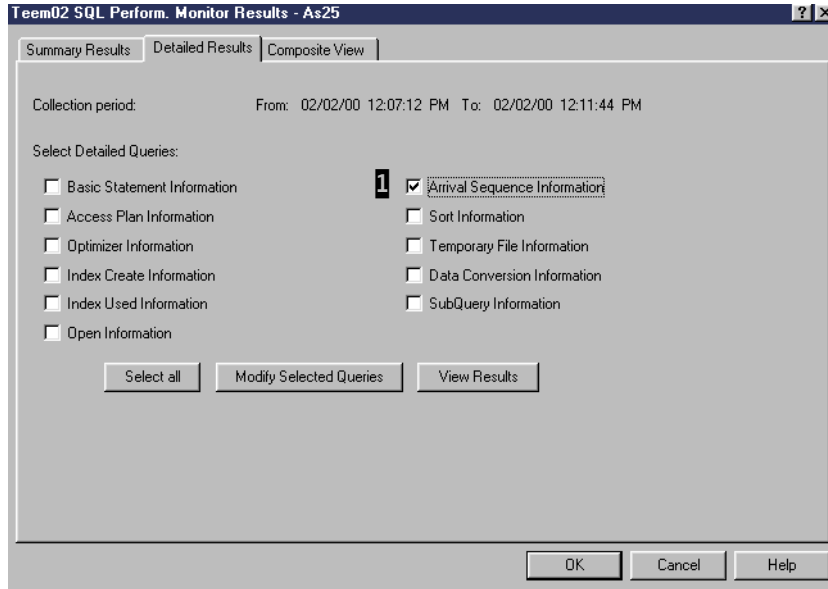 Teem02 SQL Perform. Monitor Results - As25
Summary Results Detailed Results Composite View
Collection period: From: 02/02/00 12:07:12 PM To: 02/02/00 12:11:44 PM
Select Detailed Queries:
Basic Statement Information
Access Plan Information
Optimizer Information
Index Create Information
Index Used Information
Open Information
1 Arrival Sequence Information
Sort Information
Temporary File Information
Data Conversion Information
SubQuery Information
Select all Modify Selected Queries View Results
OK Cancel Help